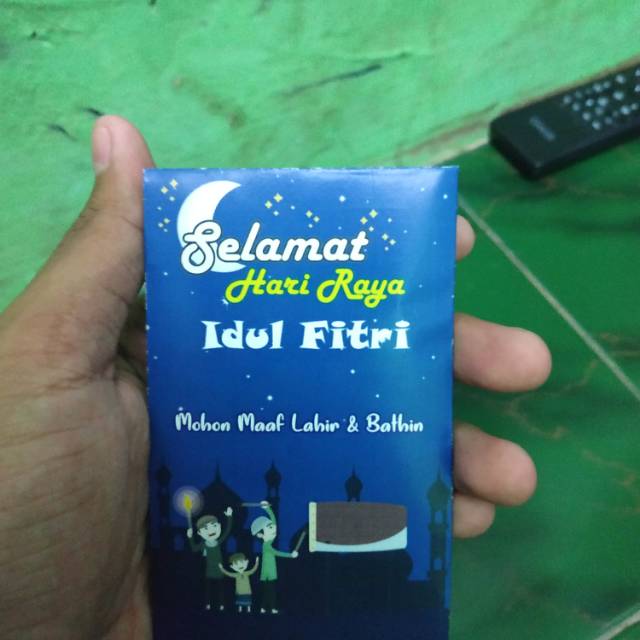 Selamat
Hari Raya
Idul Fitri
Mohon Maaf Lahir & Bathin